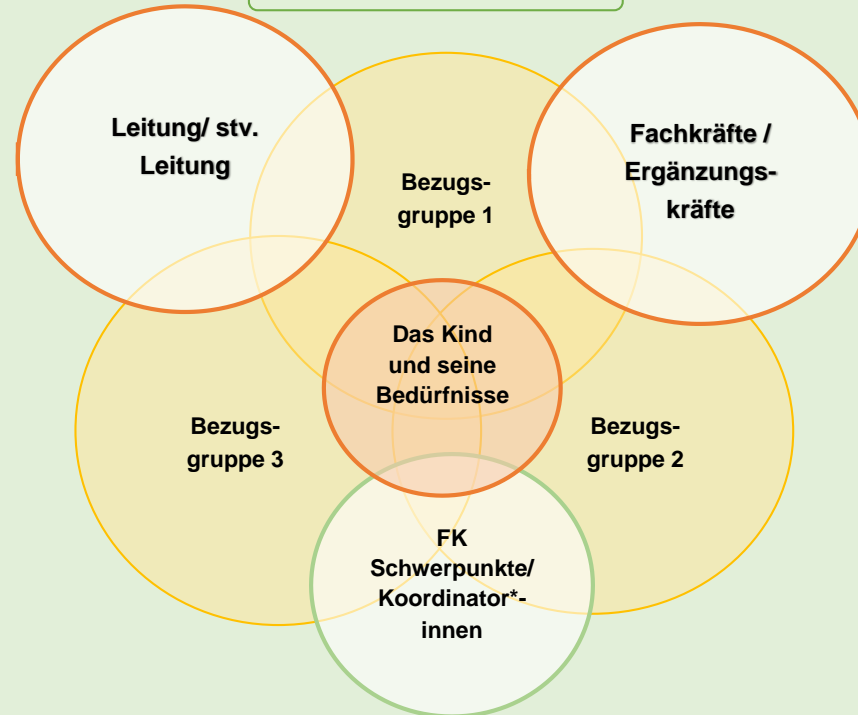 Leitung/ stv.
Leitung
Fachkräfte /
Ergänzungs-
kräfte
Bezugs-
gruppe 1
Das Kind
und seine
Bedürfnisse
Bezugs-
gruppe 3
Bezugs-
gruppe 2
FK
Schwerpunkte/
Koordinator*-
innen